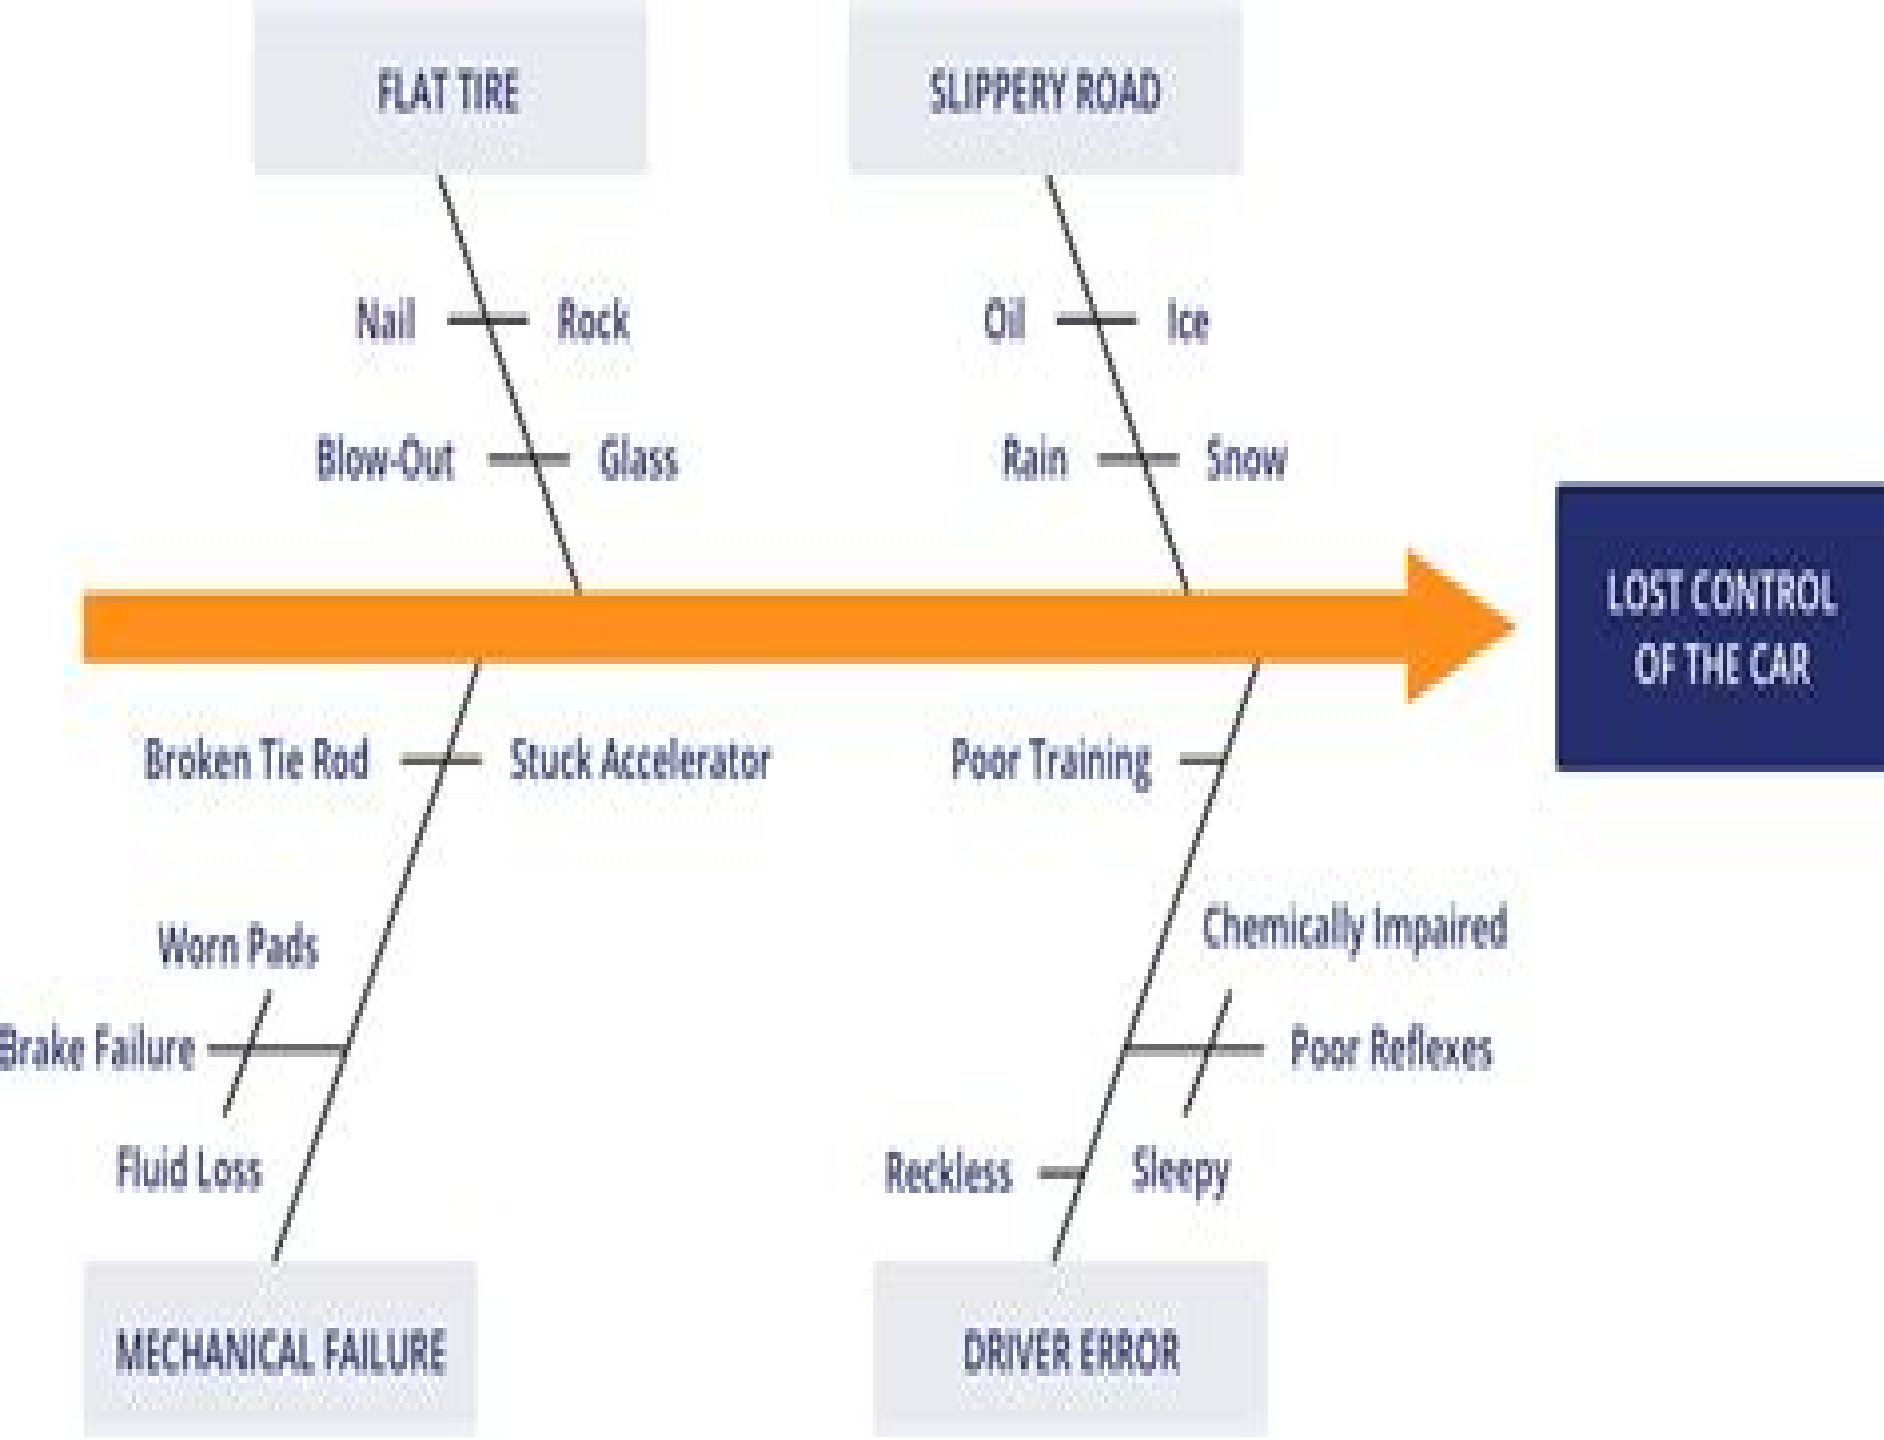 FLAT TIRE
SLIPPERY ROAD
Nail
Rock
Oil
Ice
Blow-Out
Glass
Rain
Snow
LOST CONTROL
OF THE CAR
Broken Tie Rod
Stuck Accelerator
Poor Training
Chemically Impaired
Worn Pads
Brake Failure
Poor Reflexes
Fluid Loss
Reckless
Sleepy
MECHANICAL FAILURE
DRIVER ERROR